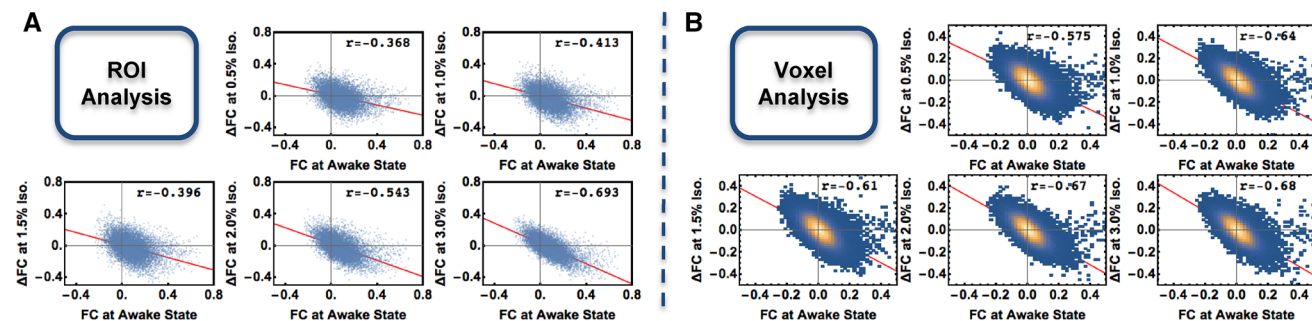 A
ROI
Analysis
r=-0.368
ΔFC at 0.5% Iso.
0.8
0.4
0.
-0.4
-0.4
0.
0.4
0.8
FC at Awake State
r=-0.413
ΔFC at 1.0% Iso.
0.8
0.4
0.
-0.4
-0.4
0.
0.4
0.8
FC at Awake State
r=-0.396
ΔFC at 1.5% Iso.
0.8
0.4
0.
-0.4
-0.4
0.
0.4
0.8
FC at Awake State
r=-0.543
ΔFC at 2.0% Iso.
0.8
0.4
0.
-0.4
-0.4
0.
0.4
0.8
FC at Awake State
r=-0.693
ΔFC at 3.0% Iso.
0.8
0.4
0.
-0.4
-0.4
0.
0.4
0.8
FC at Awake State
B
Voxel
Analysis
r=-0.575
ΔFC at 0.5% Iso.
0.4
0.2
0.0
-0.2
-0.4
-0.4
-0.2
0.0
0.2
0.4
FC at Awake State
r=-0.64
ΔFC at 1.0% Iso.
0.4
0.2
0.0
-0.2
-0.4
-0.4
-0.2
0.0
0.2
0.4
FC at Awake State
r=-0.61
ΔFC at 1.5% Iso.
0.4
0.2
0.0
-0.2
-0.4
-0.4
-0.2
0.0
0.2
0.4
FC at Awake State
r=-0.67
ΔFC at 2.0% Iso.
0.4
0.2
0.0
-0.2
-0.4
-0.4
-0.2
0.0
0.2
0.4
FC at Awake State
r=-0.68
ΔFC at 3.0% Iso.
0.4
0.2
0.0
-0.2
-0.4
-0.4
-0.2
0.0
0.2
0.4
FC at Awake State